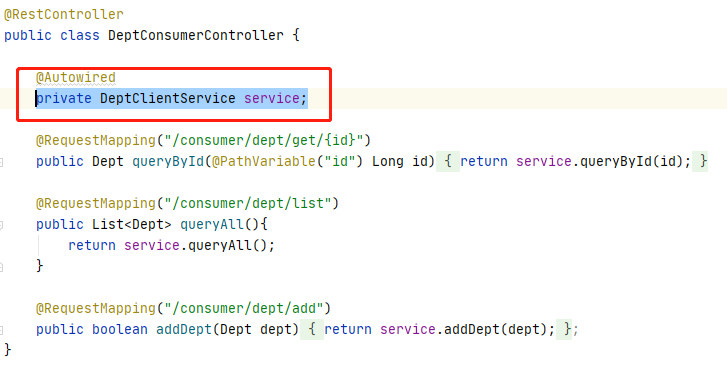 @RestController
public class DeptConsumerController {
@Autowired
private DeptClientService service;
@RequestMapping("/consumer/dept/get/{id}")
public Dept queryById(@PathVariable("id") Long id) { return service.queryById(id); }
@RequestMapping("/consumer/dept/list")
public List<Dept> queryAll(){
return service.queryAll();
}
@RequestMapping("/consumer/dept/add")
public boolean addDept(Dept dept) { return service.addDept(dept); };
}